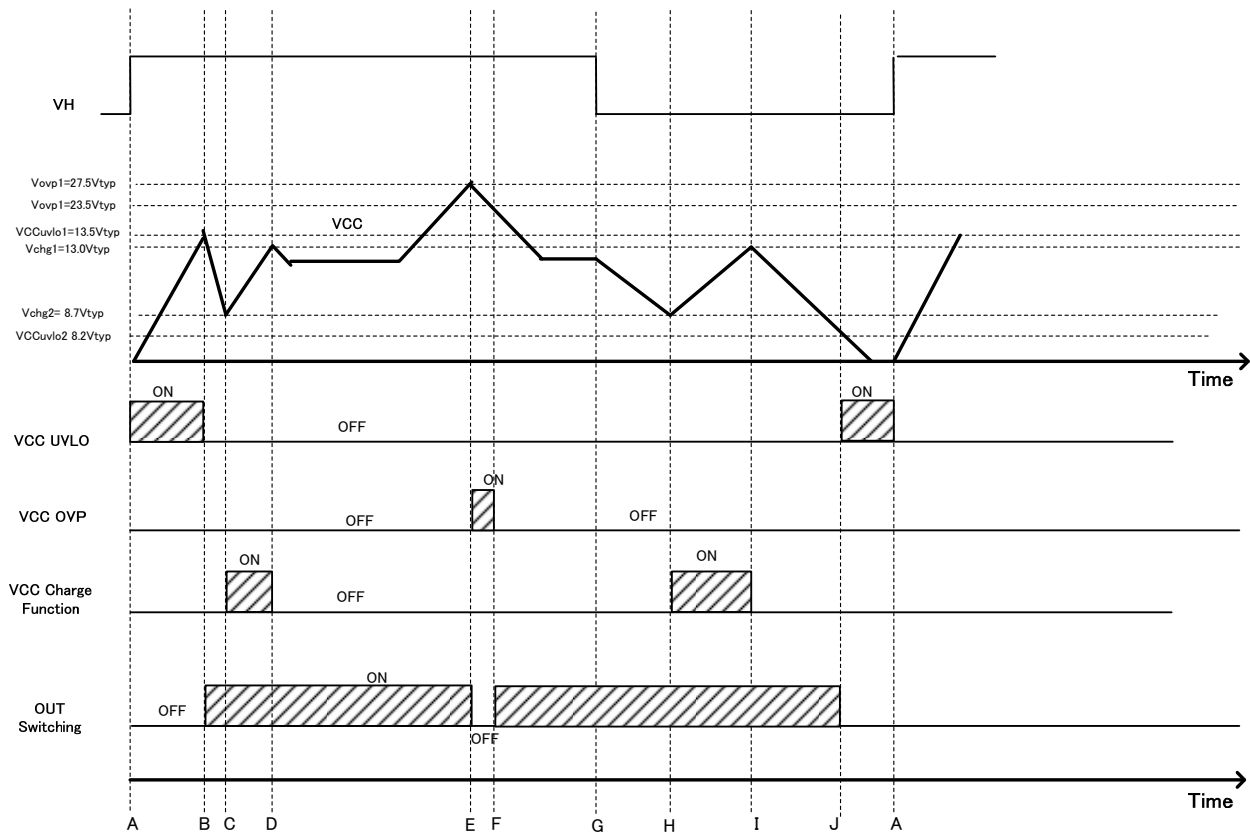 VH
Vovp1=27.5Vtyp
Vovp1=23.5Vtyp
VCCuvlo1=13.5Vtyp
Vchg1=13.0Vtyp
VCC
Vchg2= 8.7Vtyp
VCCuvlo2 8.2Vtyp
Time
ON
ON
OFF
VCC UVLO
ON
VCC OVP
OFF
OFF
ON
ON
VCC Charge
Function
OFF
ON
OUT
Switching
OFF
OFF
Time
A B C D E F G H I J A